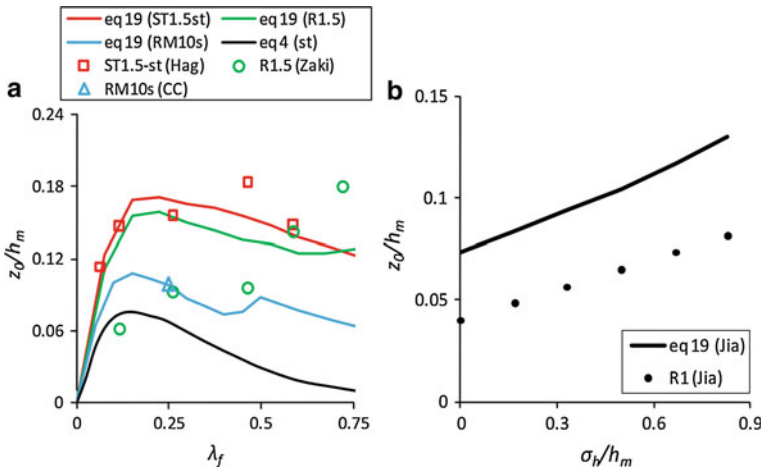 eq 19 (ST1.5st) eq 19 (R1.5)
eq 19 (RM10s) eq 4 (st)
ST1.5-st (Hag) R1.5 (Zaki)
RM10s (CC)
a
0.24
0.18
0.12
0.06
0
z₀/hₘ
0 0.25 0.5 0.75
λf
b
0.15
0.1
0.05
0
z₀/hₘ
eq 19 (Jia)
R1 (Jia)
0 0.3 0.6 0.9
σₕ/hₘ